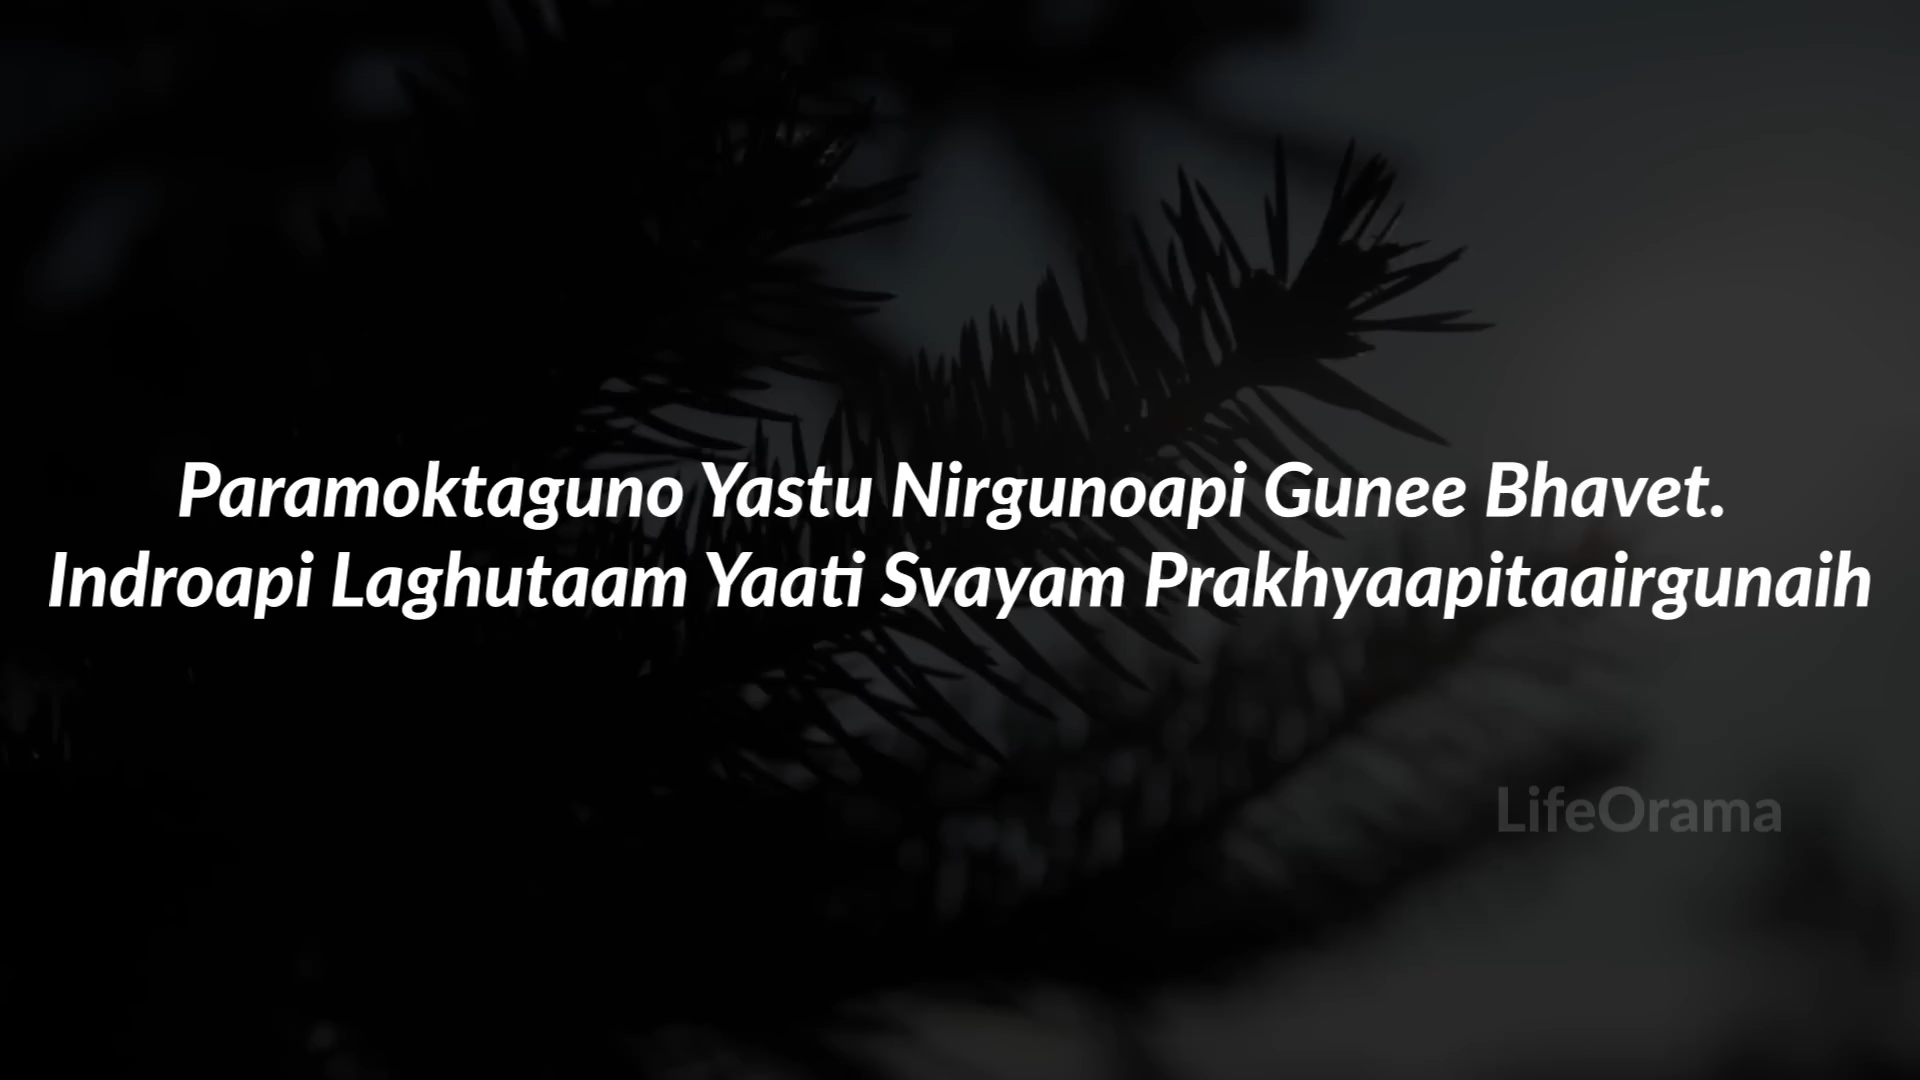 Paramoktaguno Yastu Nirgunoapi Gunee Bhavet.
Indroapi Laghutaam Yaati Svayam Prakhyaapitaairgunaih
LifeOrama